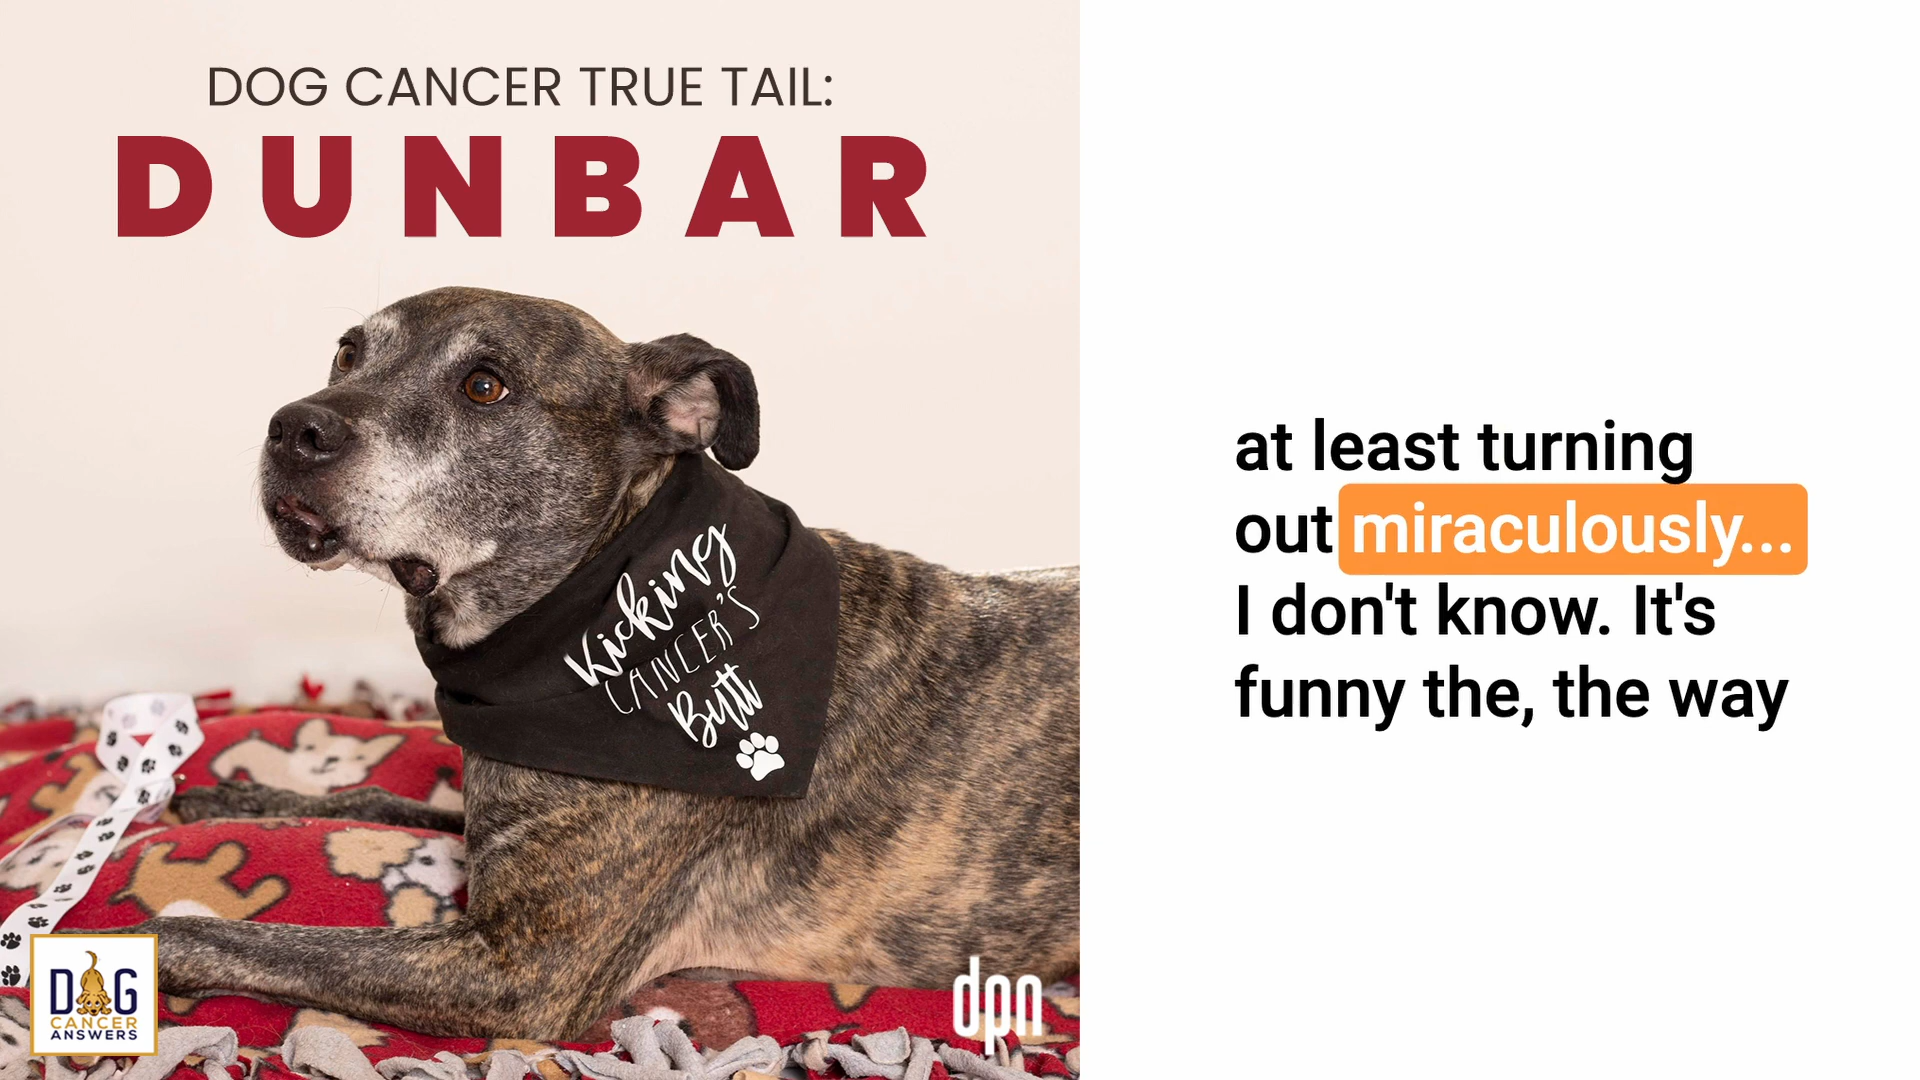 DOG CANCER TRUE TAIL:
DUNBAR
Kicking
CANCER'S
Butt
DOG
CANCER
ANSWERS
dpn
at least turning
out miraculously...
I don't know. It's
funny the, the way